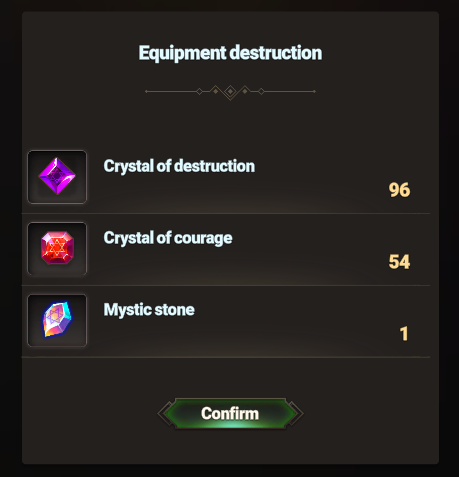 Equipment destruction
Crystal of destruction
96
Crystal of courage
54
Mystic stone
1
Confirm